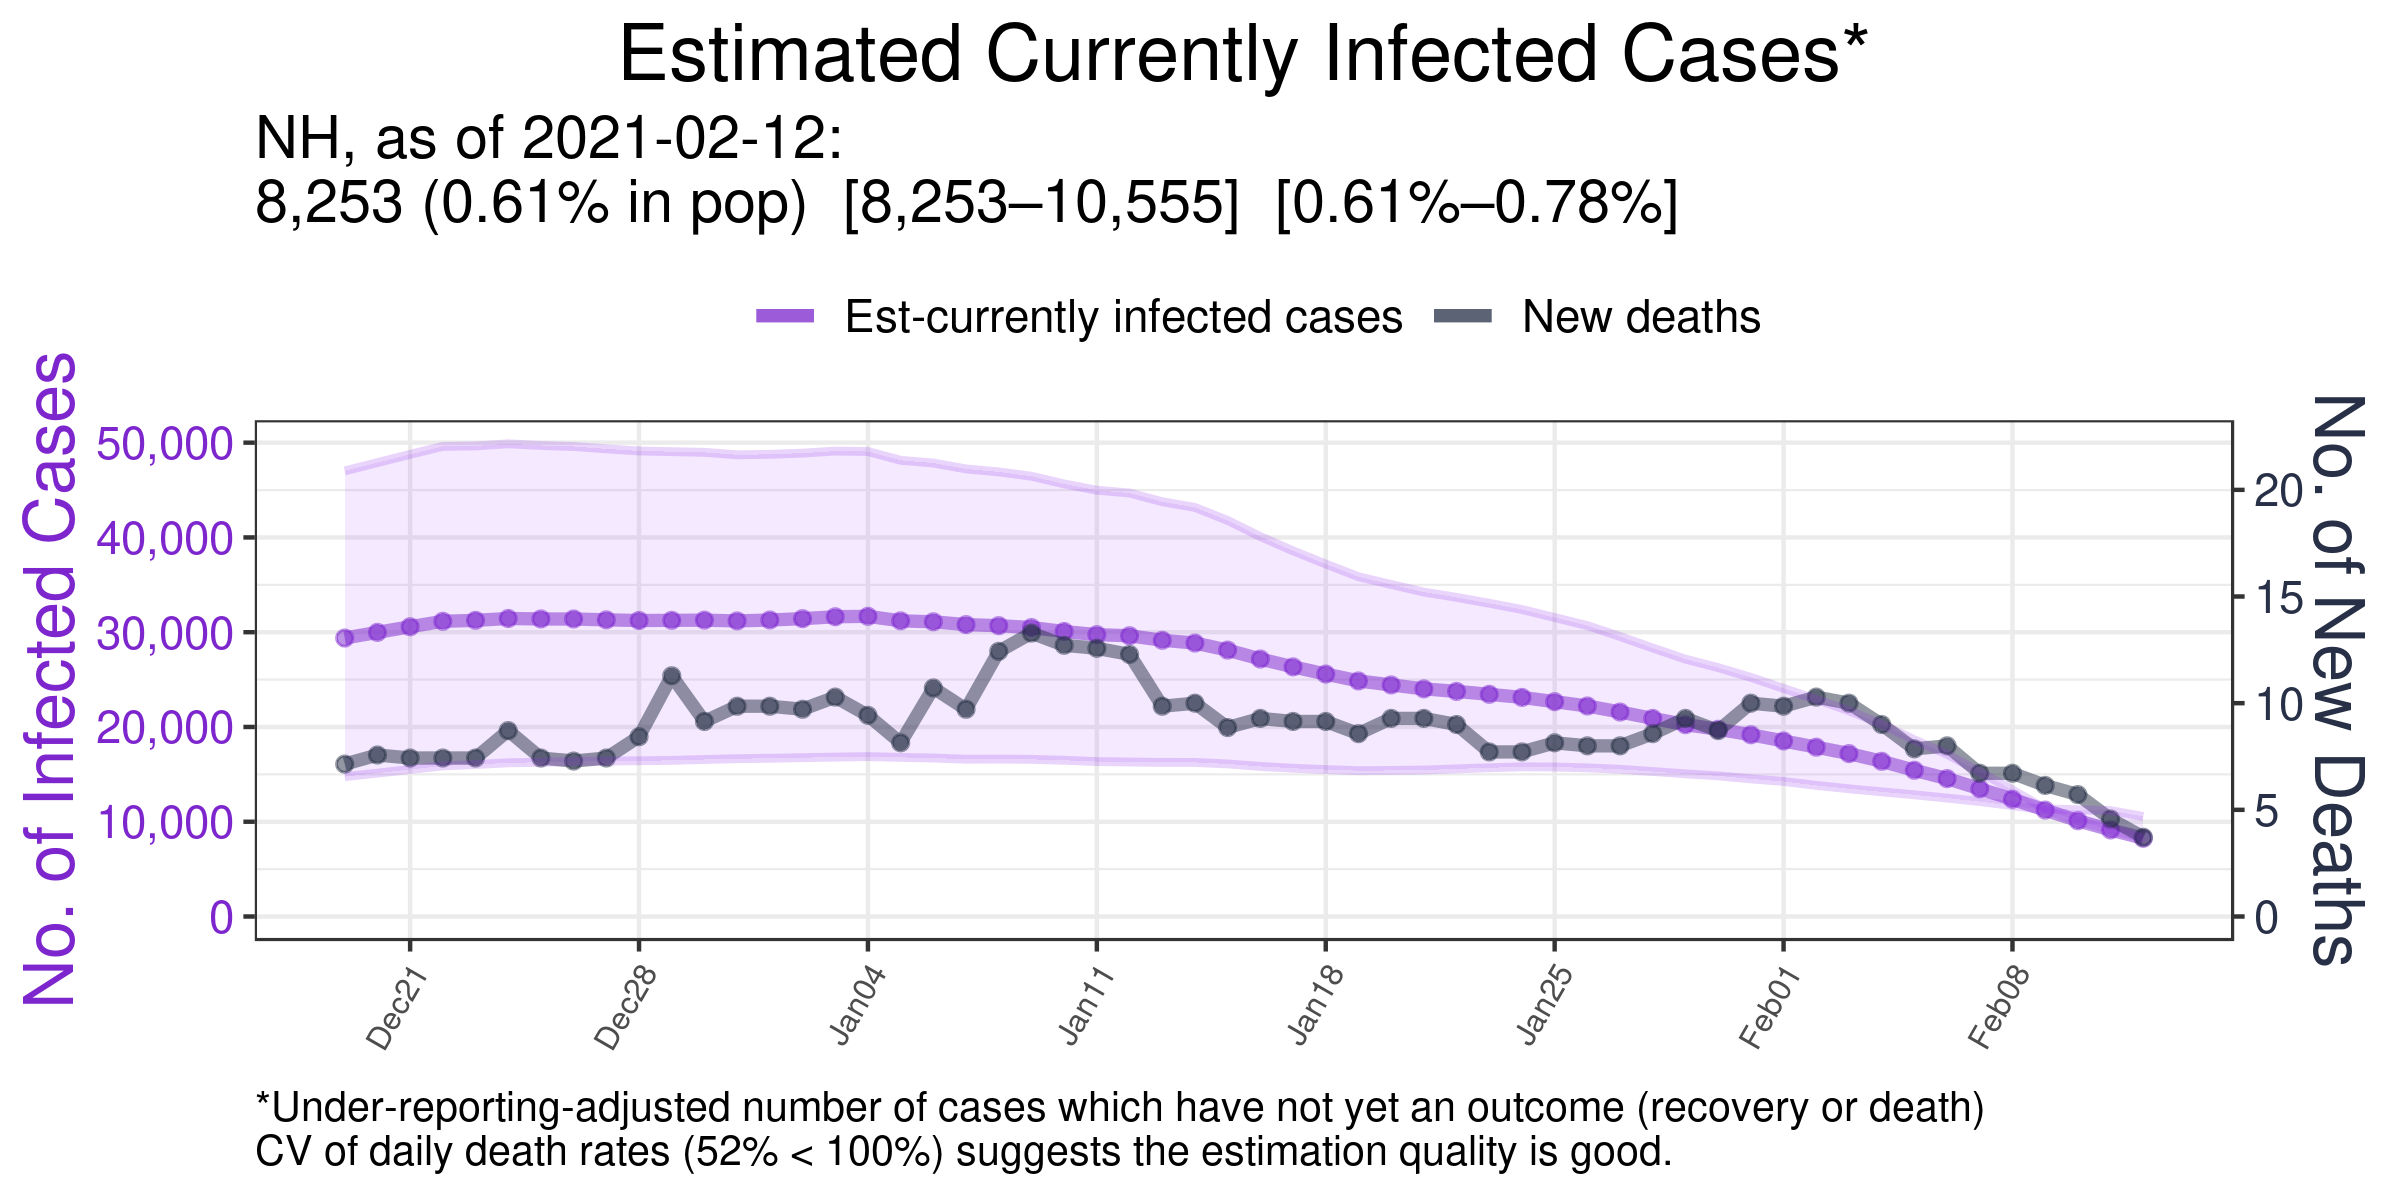 Estimated Currently Infected Cases*
NH, as of 2021-02-12:
8,253 (0.61% in pop)  [8,253–10,555]  [0.61%–0.78%]
Est-currently infected cases
New deaths
No. of Infected Cases
50,000
40,000
30,000
20,000
10,000
0
No. of New Deaths
20
15
10
5
0
Dec21
Dec28
Jan04
Jan11
Jan18
Jan25
Feb01
Feb08
*Under-reporting-adjusted number of cases which have not yet an outcome (recovery or death)
CV of daily death rates (52% < 100%) suggests the estimation quality is good.